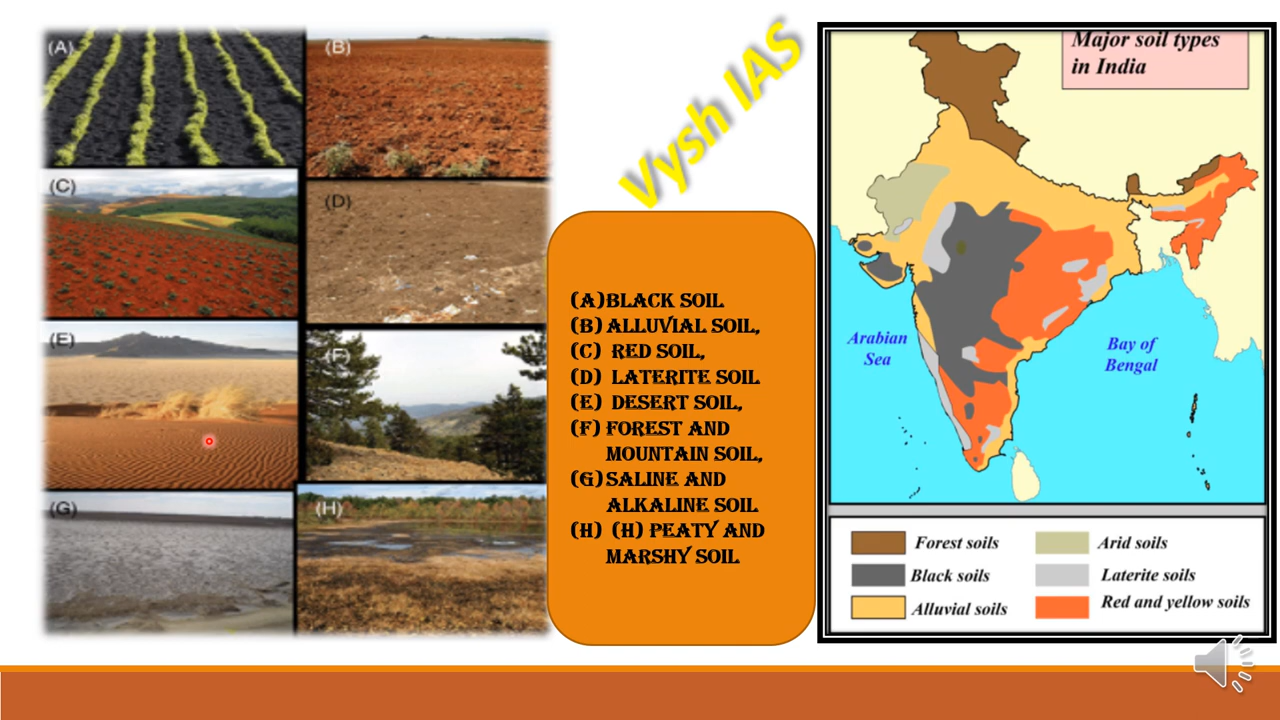 (A)
(B)
(C)
(D)
(E)
(F)
(G)
(H)
Vysh IAS
(A)BLACK SOIL
(B) ALLUVIAL SOIL,
(C) RED SOIL,
(D) LATERITE SOIL
(E) DESERT SOIL,
(F) FOREST AND
MOUNTAIN SOIL,
(G)SALINE AND
ALKALINE SOIL
(H) (H) PEATY AND
MARSHY SOIL
Major soil types
in India
Arabian
Sea
Bay of
Bengal
Forest soils
Arid soils
Black soils
Laterite soils
Alluvial soils
Red and yellow soils